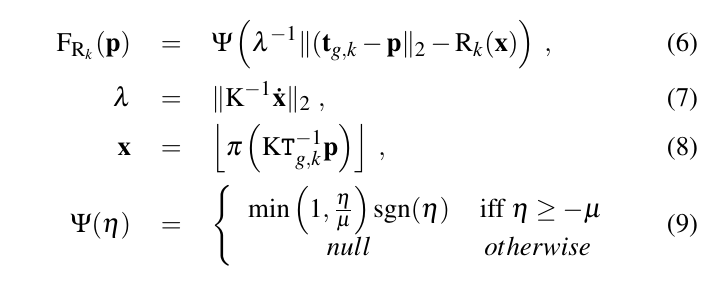 F_{R_k}(p) = Ψ(λ^{-1}‖(t_{g,k} − p‖_2 − R_k(x)) , (6)
λ = ‖K^{-1}ẋ‖_2 , (7)
x = ⌊π(KT_{g,k}^{-1}p)⌋ , (8)
Ψ(η) = { min(1, η/μ) sgn(η) iff η ≥ −μ (9)
null otherwise